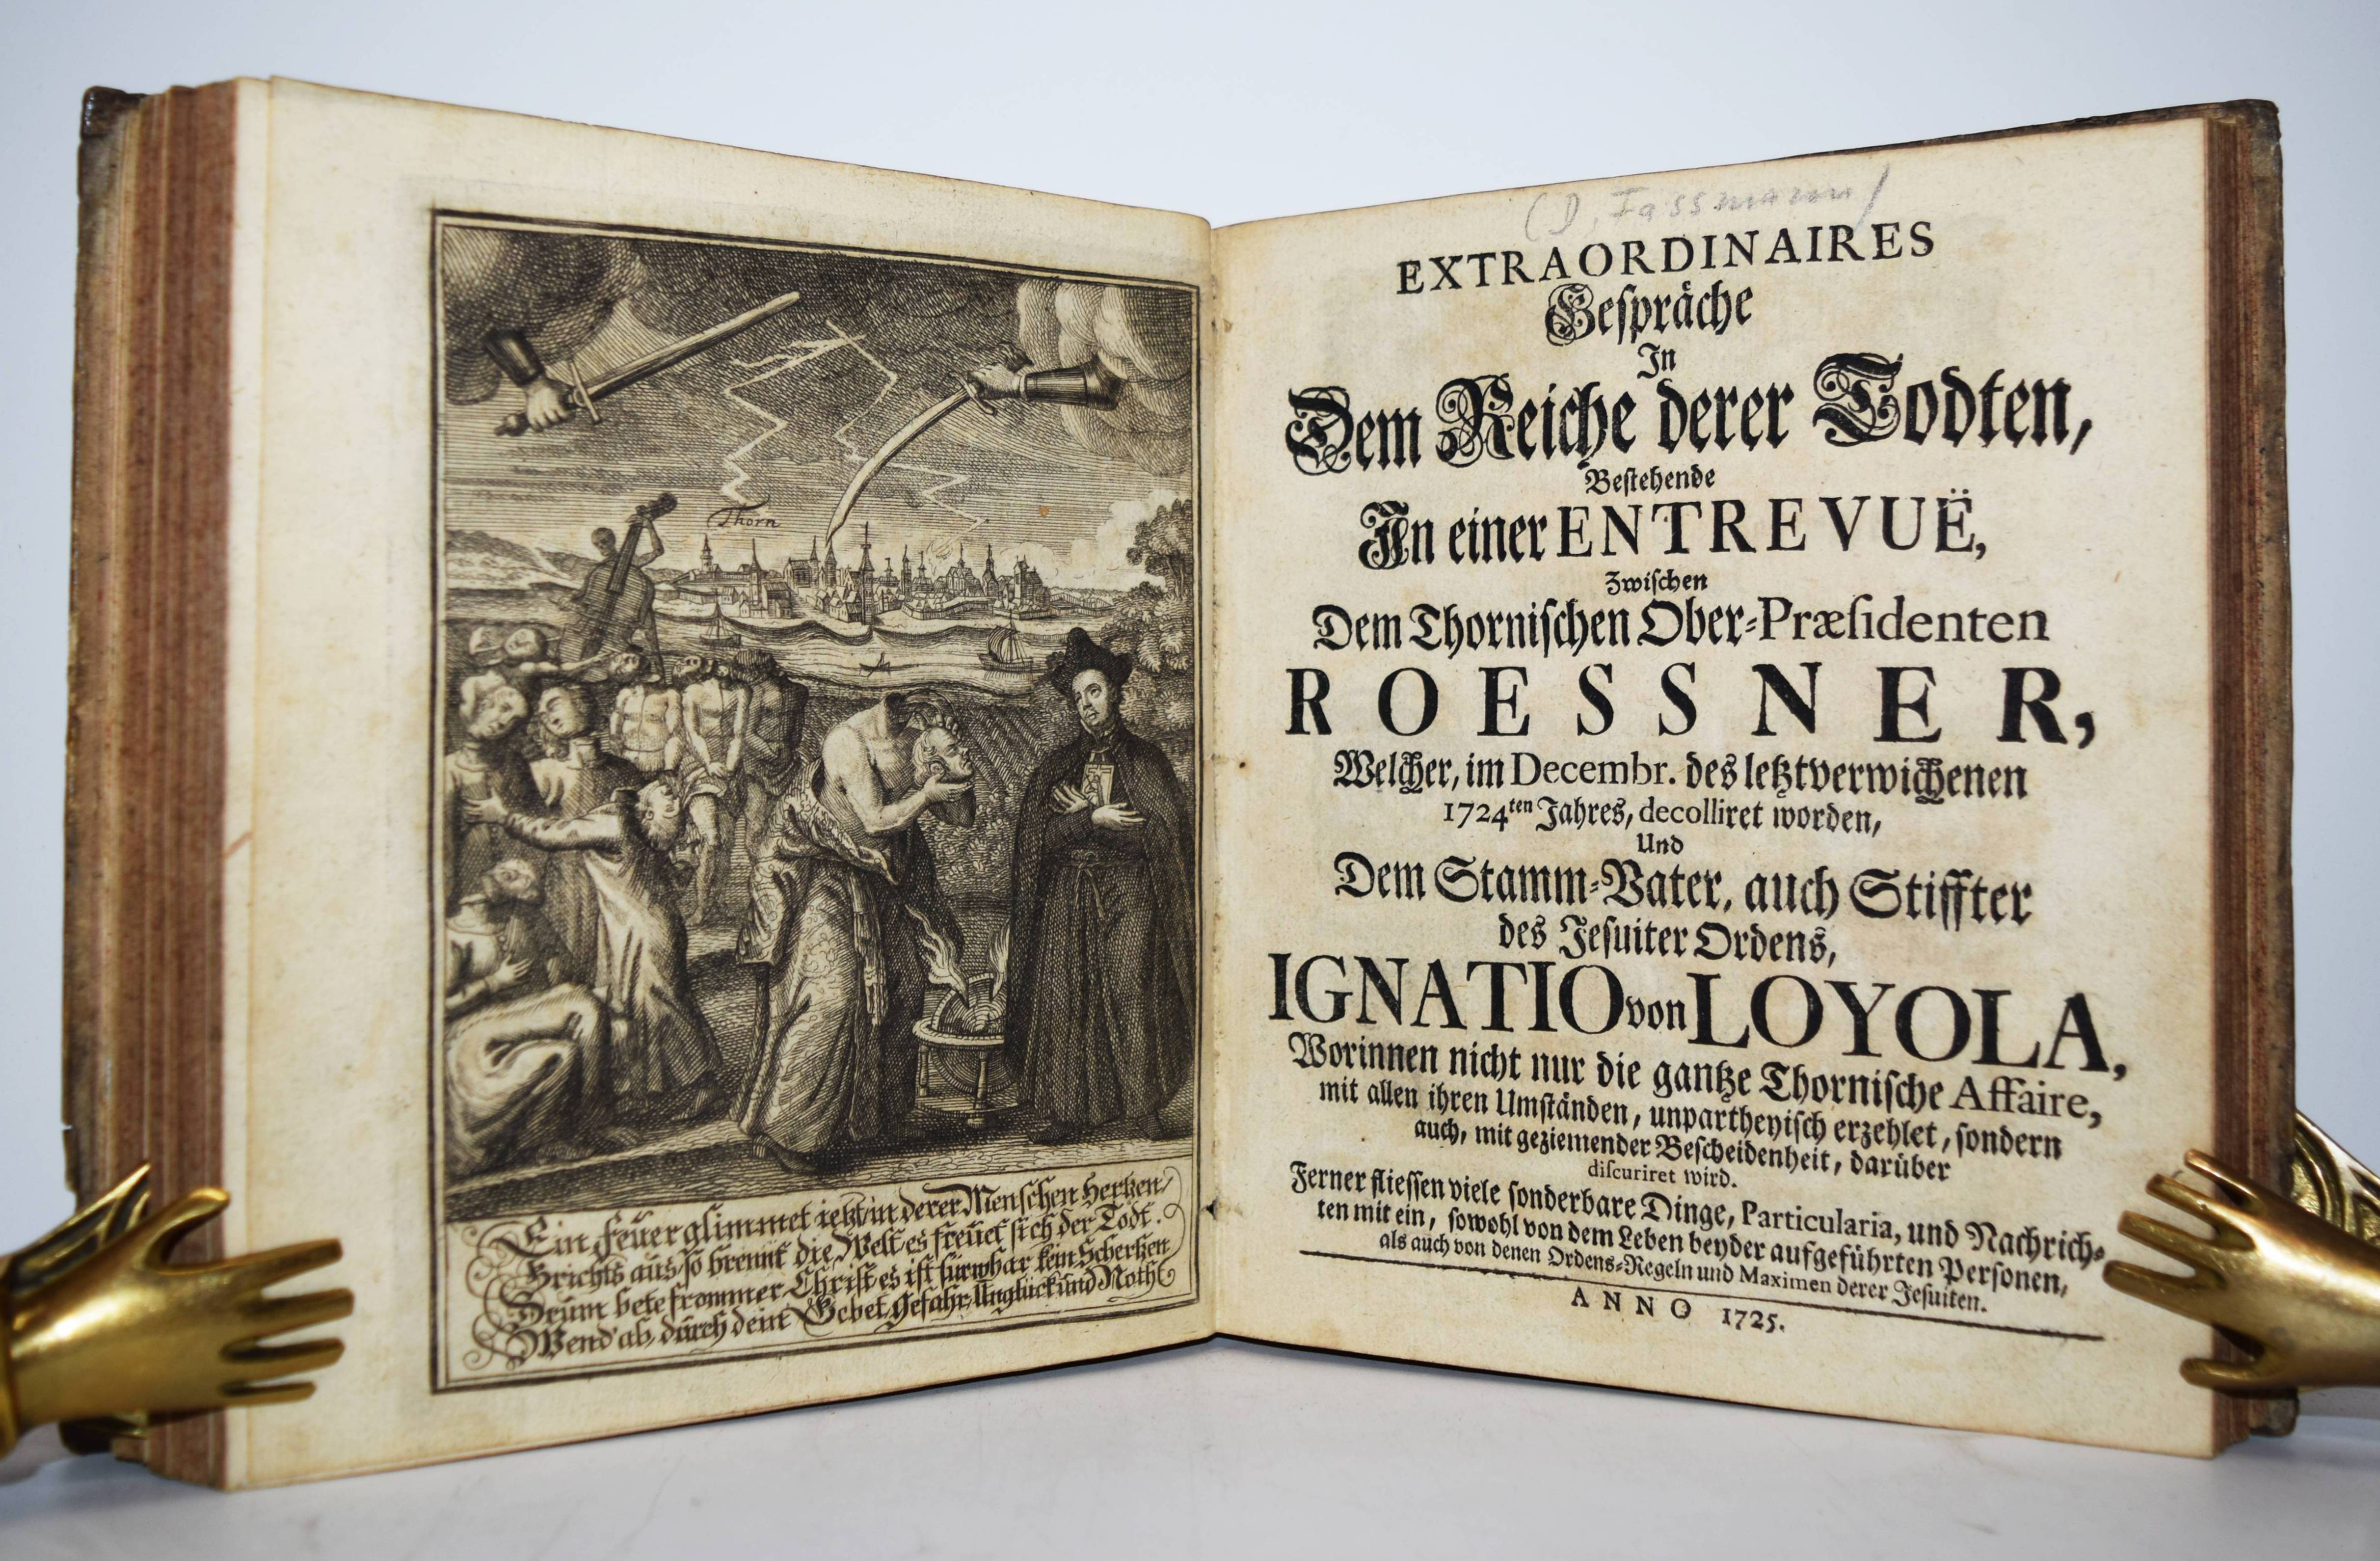 Thorn
Ein Feüer glimmet ietzt in derer Menschen Hertzen,
Brichts aus, so brennt die Welt, es freüet sich der Todt.
Drüm bete frommer Christ, es ist fürwahr kein Schertzen
Wend' ab, dürch dein Gebet, Gefahr, Unglück und Noth
(D. Fassmann)
EXTRAORDINAIRES
Geſpräche
In
Dem Reiche derer Todten,
Beſtehende
In einer ENTREVUË,
Zwiſchen
Dem Thorniſchen Ober-Præſidenten
ROESSNER,
Welcher, im Decembr. des letztverwichenen
1724ten Jahres, decolliret worden,
Und
Dem Stamm-Vater, auch Stiffter
des Jeſuiter Ordens,
IGNATIO von LOYOLA,
Worinnen nicht nur die gantze Thorniſche Affaire,
mit allen ihren Umſtänden, unpartheyiſch erzehlet, ſondern
auch, mit geziemender Beſcheidenheit, darüber
diſcuriret wird.
Ferner flieſſen viele ſonderbare Dinge, Particularia, und Nachrich-
ten mit ein, ſowohl von dem Leben beyder aufgeführten Perſonen,
als auch von denen Ordens-Regeln und Maximen derer Jeſuiten.
ANNO 1725.